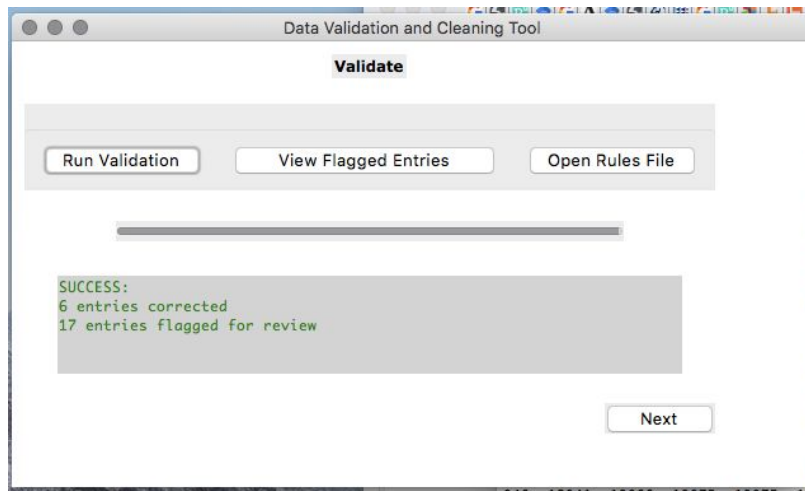 Data Validation and Cleaning Tool
Validate
Run Validation View Flagged Entries Open Rules File
SUCCESS:
6 entries corrected
17 entries flagged for review
Next